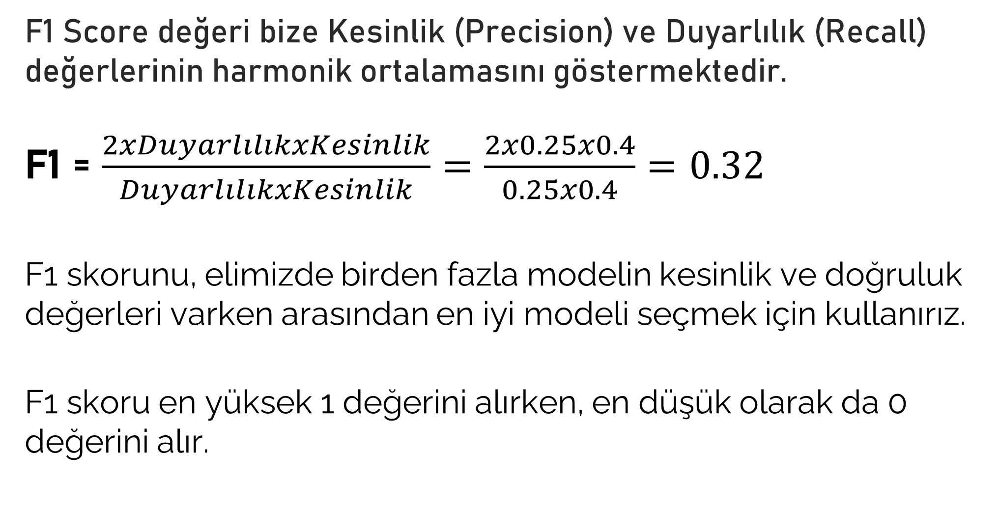 F1 Score değeri bize Kesinlik (Precision) ve Duyarlılık (Recall)
değerlerinin harmonik ortalamasını göstermektedir.
F1 = 2xDuyarlılıkxKesinlik / DuyarlılıkxKesinlik = 2x0.25x0.4 / 0.25x0.4 = 0.32
F1 skorunu, elimizde birden fazla modelin kesinlik ve doğruluk
değerleri varken arasından en iyi modeli seçmek için kullanırız.
F1 skoru en yüksek 1 değerini alırken, en düşük olarak da 0
değerini alır.